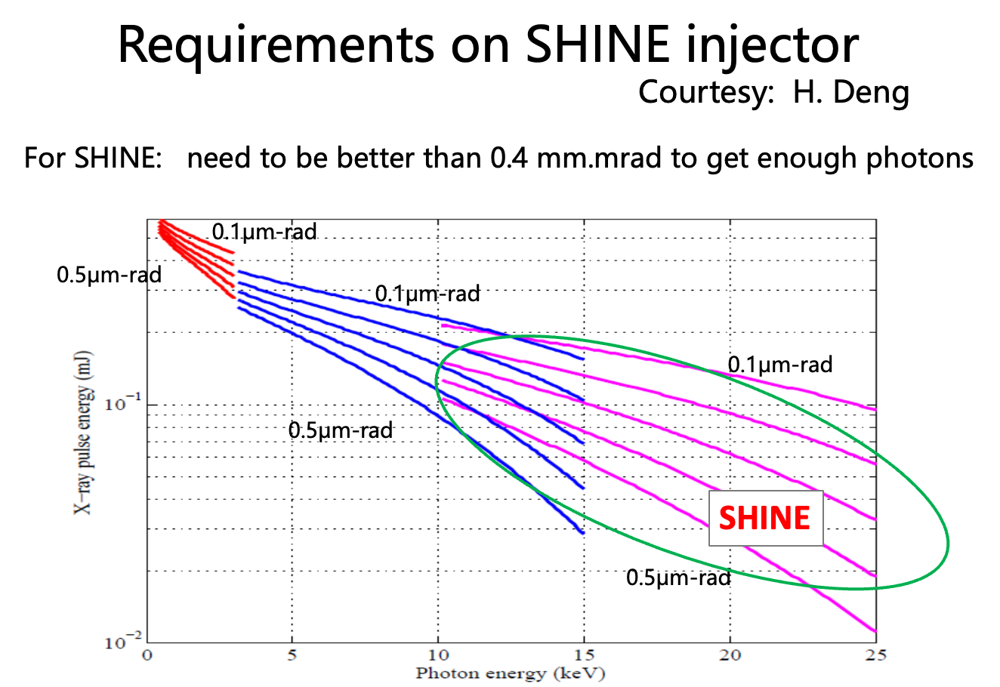 Requirements on SHINE injector
Courtesy: H. Deng
For SHINE: need to be better than 0.4 mm.mrad to get enough photons
0.1µm-rad
0.5µm-rad
0.1µm-rad
0.1µm-rad
0.5µm-rad
SHINE
0.5µm-rad
X-ray pulse energy (mJ)
10⁻¹
10⁻²
0 5 10 15 20 25
Photon energy (keV)